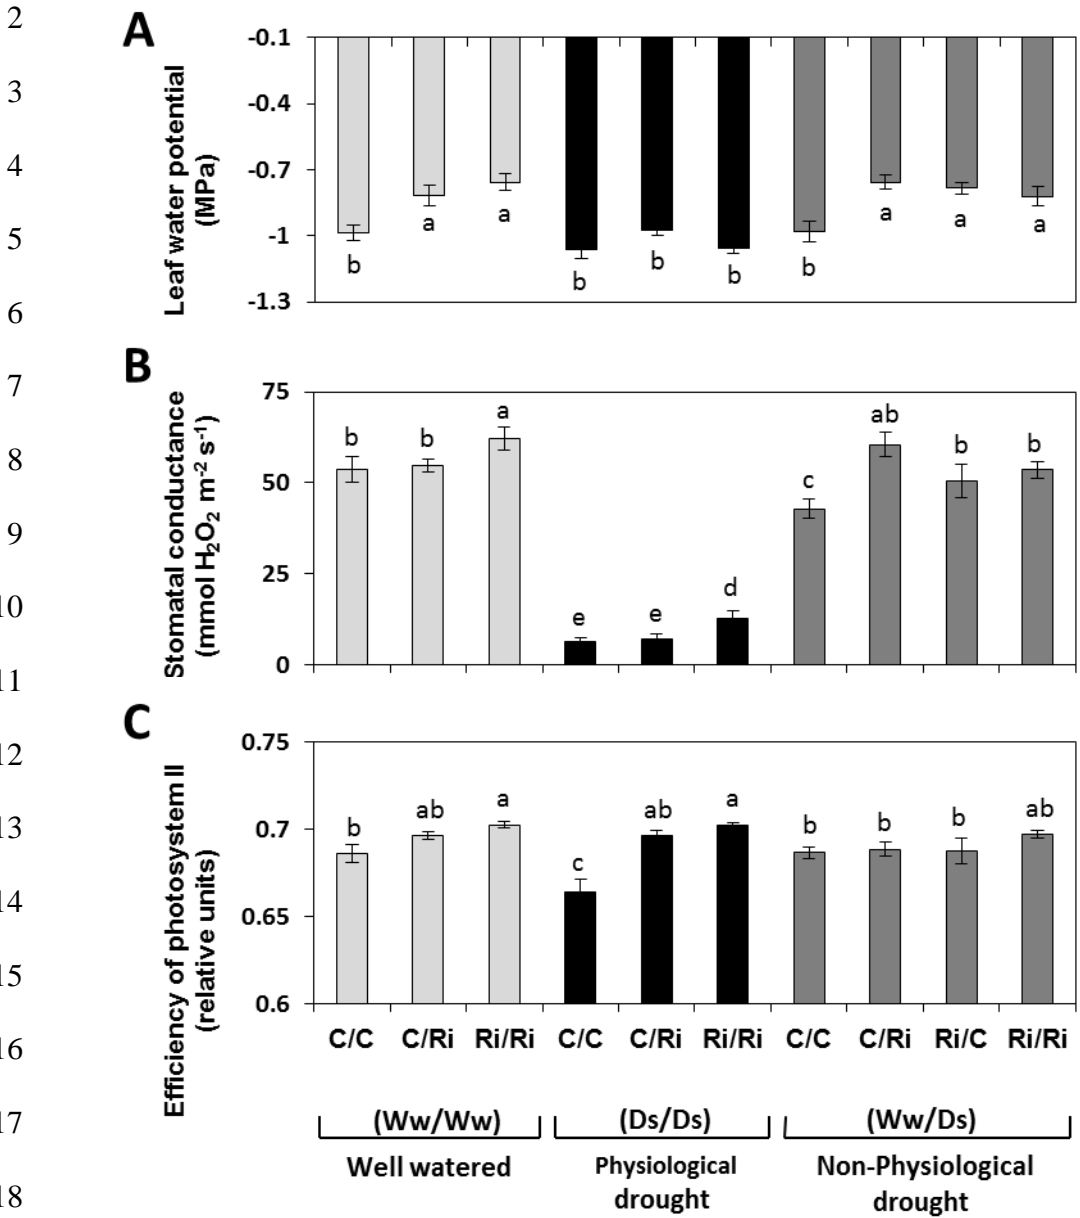 2
3
4
5
6
7
8
9
10
11
12
13
14
15
16
17
18
A
Leaf water potential
(MPa)
-0.1
-0.4
-0.7
-1
-1.3
b a a b b b b a a a
B
Stomatal conductance
(mmol H₂O₂ m⁻² s⁻¹)
75
50
25
0
b b a e e d c ab b b
C
Efficiency of photosystem II
(relative units)
0.75
0.7
0.65
0.6
b ab a c ab a b b b ab
C/C C/Ri Ri/Ri C/C C/Ri Ri/Ri C/C C/Ri Ri/C Ri/Ri
(Ww/Ww) (Ds/Ds) (Ww/Ds)
Well watered
Physiological
drought
Non-Physiological
drought